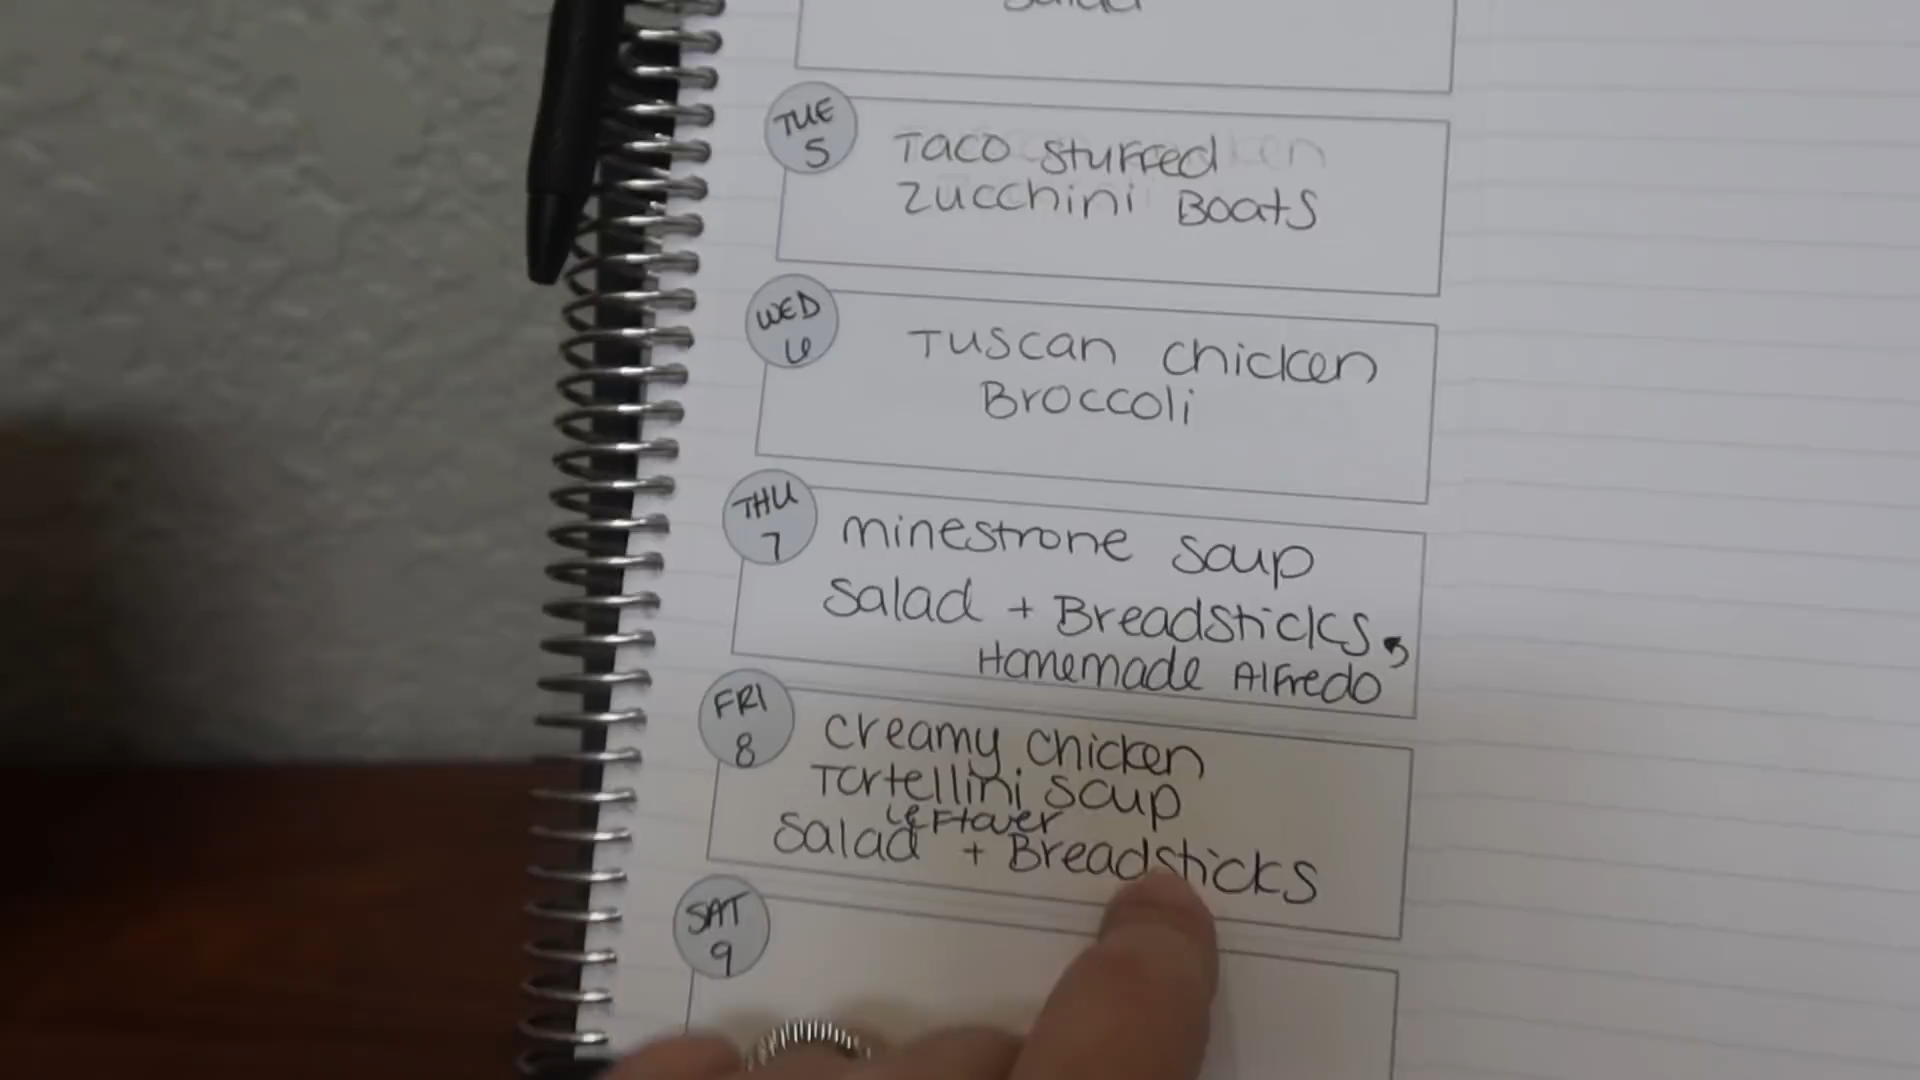 Salad
TUE
5
Taco Stuffed
Zucchini Boats
WED
6
Tuscan Chicken
Broccoli
THU
7
minestrone Soup
Salad + Breadsticks,
Homemade Alfredo
FRI
8
Creamy Chicken
Tortellini Soup
leftover
Salad + Breadsticks
SAT
9